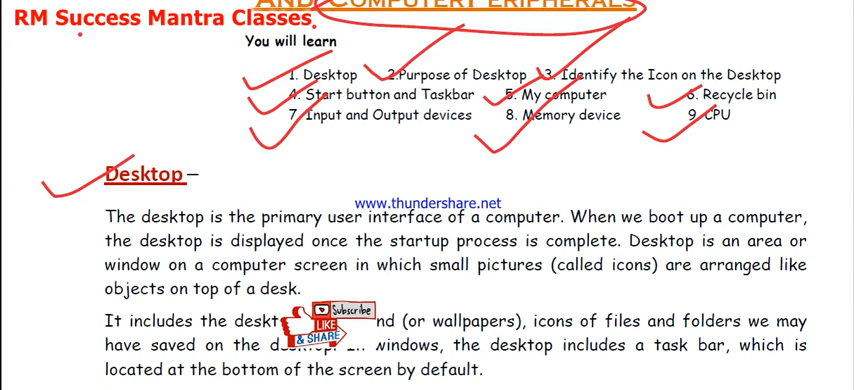 AND COMPUTER PERIPHERALS
RM Success Mantra Classes.
You will learn
1. Desktop 2.Purpose of Desktop 3. Identify the Icon on the Desktop
4. Start button and Taskbar 5. My computer 6. Recycle bin
7. Input and Output devices 8. Memory device 9. CPU
Desktop –
www.thundershare.net
The desktop is the primary user interface of a computer. When we boot up a computer,
the desktop is displayed once the startup process is complete. Desktop is an area or
window on a computer screen in which small pictures (called icons) are arranged like
objects on top of a desk.
Subscribe
LIKE
& SHARE
It includes the deskt nd (or wallpapers), icons of files and folders we may
have saved on the desktop. In windows, the desktop includes a task bar, which is
located at the bottom of the screen by default.